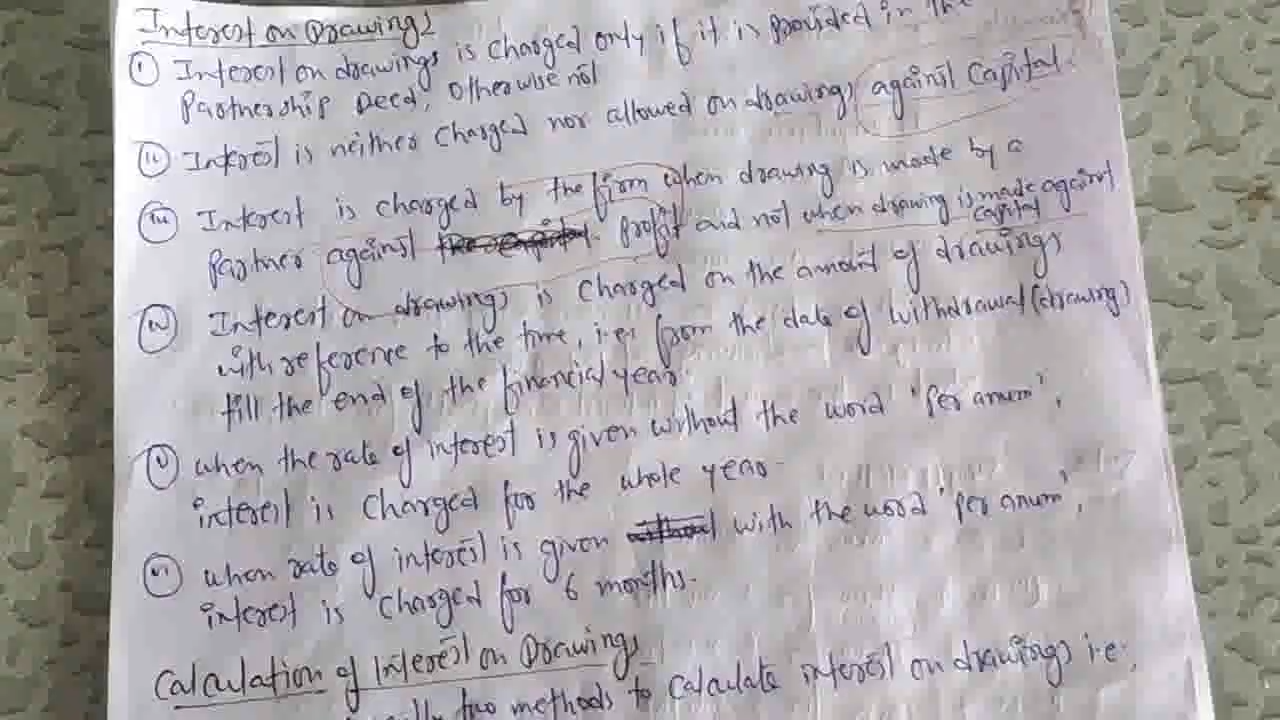 Interest on Drawings
(i) Interest on drawings is charged only if it is provided in the
Partnership Deed, otherwise not
(ii) Interest is neither charged nor allowed on drawings against capital.
(iii) Interest is charged by the firm when drawing is made by a
Partner against profit and not when drawing is made against
capital
(iv) Interest on drawings is charged on the amount of drawings
with reference to the time, i.e; from the date of withdrawal (drawing)
till the end of the financial year.
(v) when the rate of interest is given without the word 'Per anum',
interest is charged for the whole year.
(vi) when rate of interest is given with the word 'per anum',
interest is charged for 6 months.
Calculation of Interest on Drawings
two methods to calculate interest on drawings i.e: